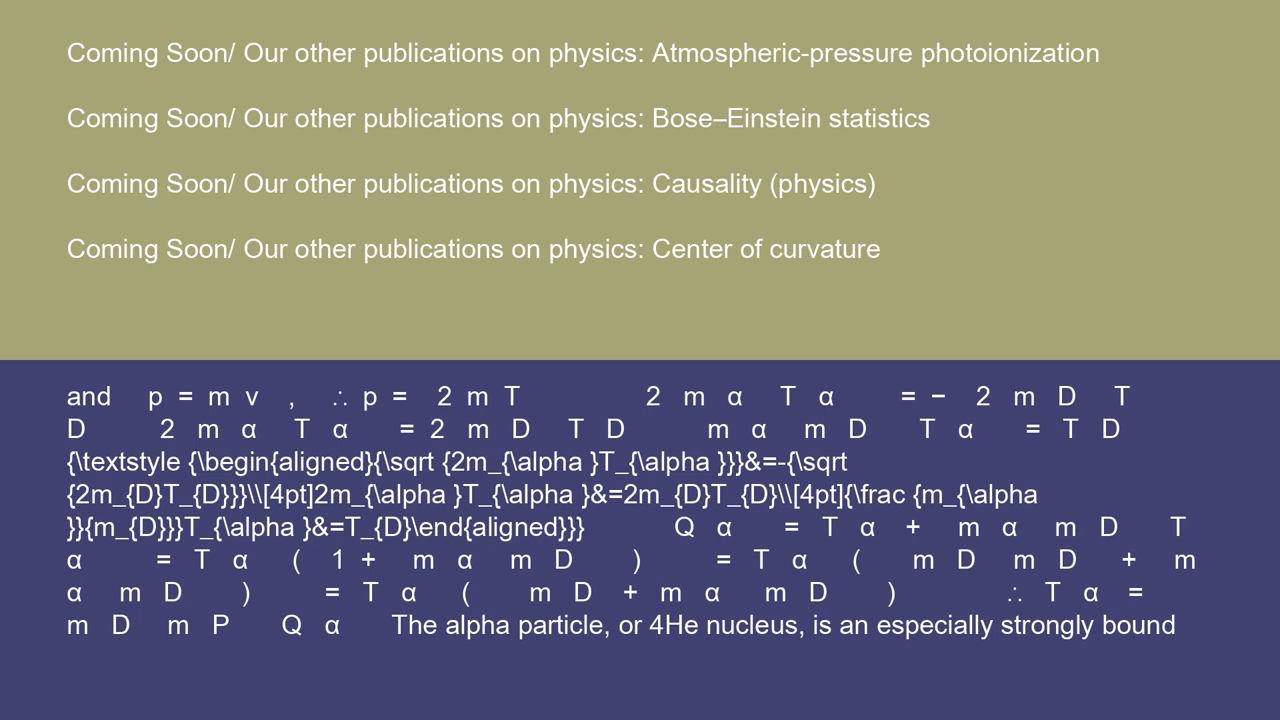 Coming Soon/ Our other publications on physics: Atmospheric-pressure photoionization
Coming Soon/ Our other publications on physics: Bose–Einstein statistics
Coming Soon/ Our other publications on physics: Causality (physics)
Coming Soon/ Our other publications on physics: Center of curvature
and p = m v , ∴ p = 2 m T 2 m α T α = − 2 m D T
D 2 m α T α = 2 m D T D m α m D T α = T D
{\textstyle {\begin{aligned}{\sqrt {2m_{\alpha }T_{\alpha }}}&=-{\sqrt
{2m_{D}T_{D}}}\\[4pt]2m_{\alpha }T_{\alpha }&=2m_{D}T_{D}\\[4pt]{\frac {m_{\alpha
}}{m_{D}}}T_{\alpha }&=T_{D}\end{aligned}}} Q α = T α + m α m D T
α = T α ( 1 + m α m D ) = T α ( m D m D + m
α m D ) = T α ( m D + m α m D ) ∴ T α =
m D m P Q α The alpha particle, or 4He nucleus, is an especially strongly bound